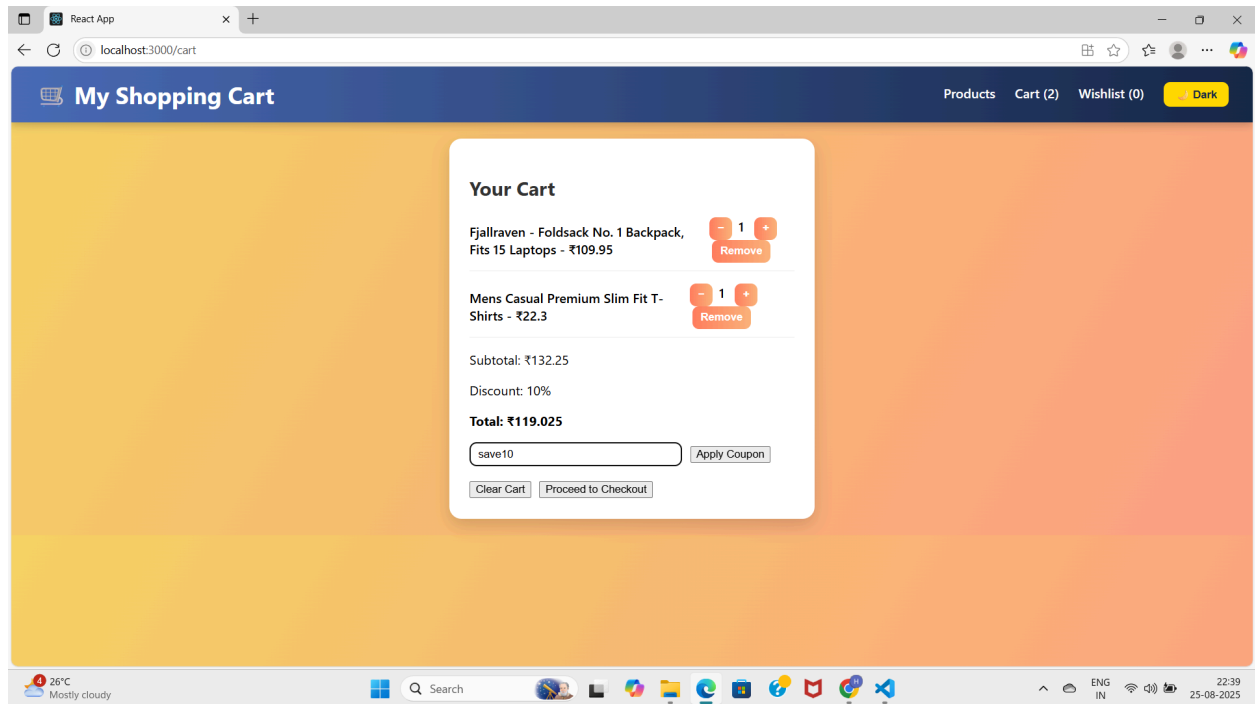 React App
localhost:3000/cart
My Shopping Cart
Products Cart (2) Wishlist (0) 🌙 Dark
Your Cart
Fjallraven - Foldsack No. 1 Backpack,
Fits 15 Laptops - ₹109.95
− 1 +
Remove
Mens Casual Premium Slim Fit T-
Shirts - ₹22.3
− 1 +
Remove
Subtotal: ₹132.25
Discount: 10%
Total: ₹119.025
save10 Apply Coupon
Clear Cart Proceed to Checkout
4
26°C
Mostly cloudy
Search
ENG
IN
22:39
25-08-2025